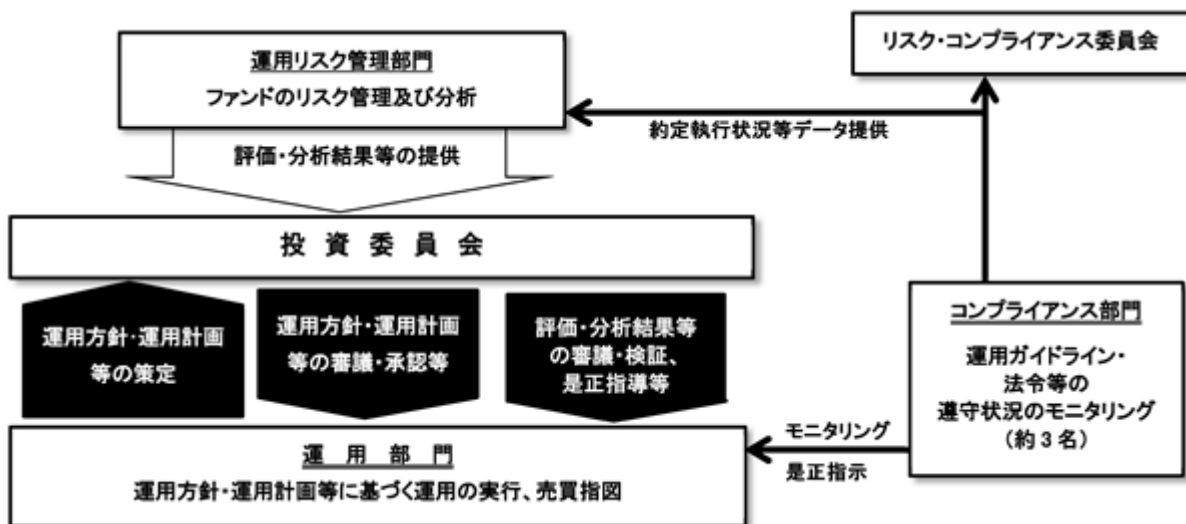 運用リスク管理部門
ファンドのリスク管理及び分析
リスク・コンプライアンス委員会
約定執行状況等データ提供
評価・分析結果等の提供
投資委員会
運用方針・運用計画
等の策定
運用方針・運用計画
等の審議・承認等
評価・分析結果等
の審議・検証、
是正指導等
コンプライアンス部門
運用ガイドライン・
法令等の
遵守状況のモニタリング
（約3名）
モニタリング
是正指示
運用部門
運用方針・運用計画等に基づく運用の実行、売買指図